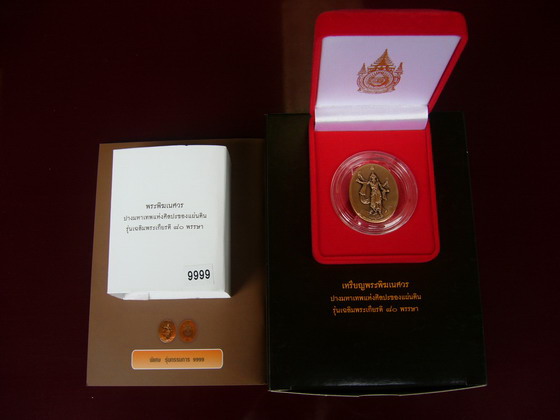 พระพิฆเนศวร
ปางมหาเทพแห่งศิลปะของแผ่นดิน
รุ่นเฉลิมพระเกียรติ ๘๐ พรรษา
9999
เหรียญพระพิฆเนศวร
ปางมหาเทพแห่งศิลปะของแผ่นดิน
รุ่นเฉลิมพระเกียรติ ๘๐ พรรษา